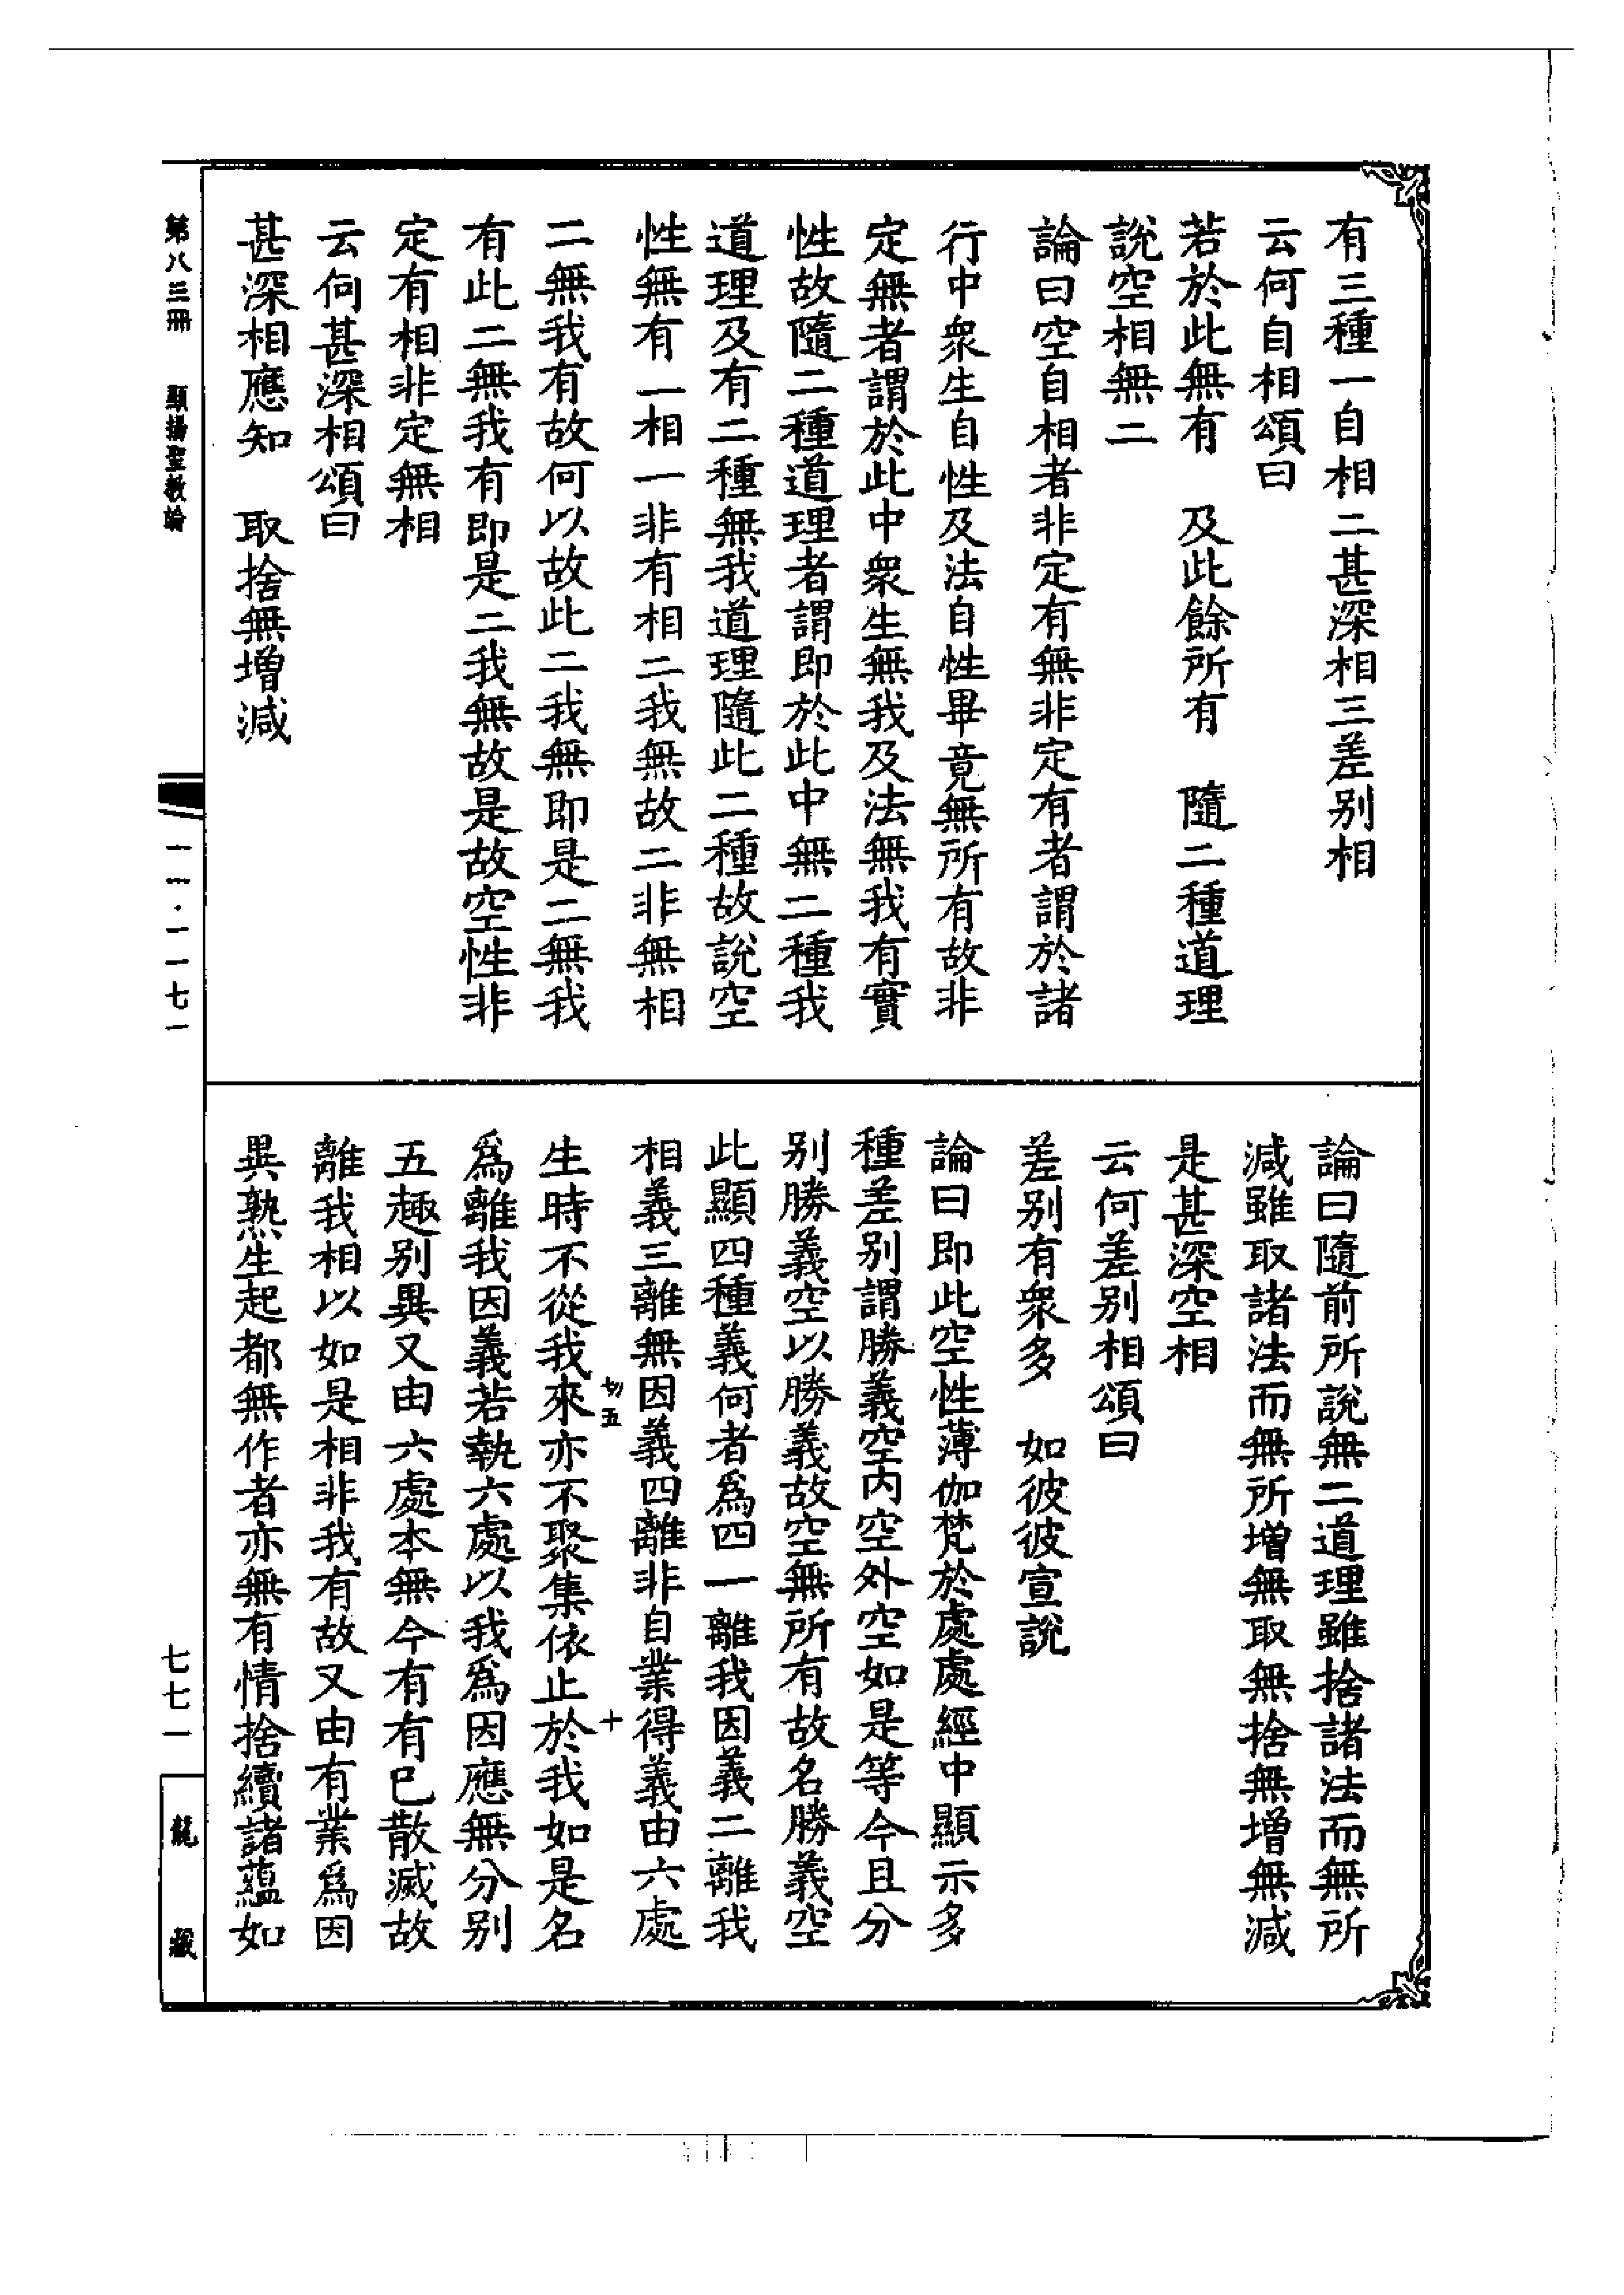 有三種一自相二甚深相三差别相
云何自相頌曰
若於此無有　及此餘所有　隨二種道理
說空相無二
論曰空自相者非定有無非定有者謂於諸
行中衆生自性及法自性畢竟無所有故非
定無者謂於此中衆生無我及法無我有實
性故隨二種道理者謂即於此中無二種我
道理及有二種無我道理隨此二種故說空
性無有一相一非有相二我無故二非無相
二無我有故何以故此二我無即是二無我
有此二無我有即是二我無故是故空性非
定有相非定無相
云何甚深相頌曰
甚深相應知　取捨無增減
論曰隨前所說無二道理雖捨諸法而無所
減雖取諸法而無所增無取無捨無增無減
是甚深空相
云何差别相頌曰
差别有衆多　如彼彼宣說
論曰即此空性薄伽梵於處處經中顯示多
種差别謂勝義空内空外空如是等今且分
别勝義空以勝義故空無所有故名勝義空
此顯四種義何者爲四一離我因義二離我
相義三離無因義四離非自業得義由六處
切五　十
生時不從我來亦不聚集依止於我如是名
爲離我因義若執六處以我爲因應無分别
五趣别異又由六處本無今有有已散滅故
離我相以如是相非我有故又由有業爲因
異熟生起都無作者亦無有情捨續諸蘊如
第八三冊　顯揚聖教論
一一·一一七一
七七一
龍藏